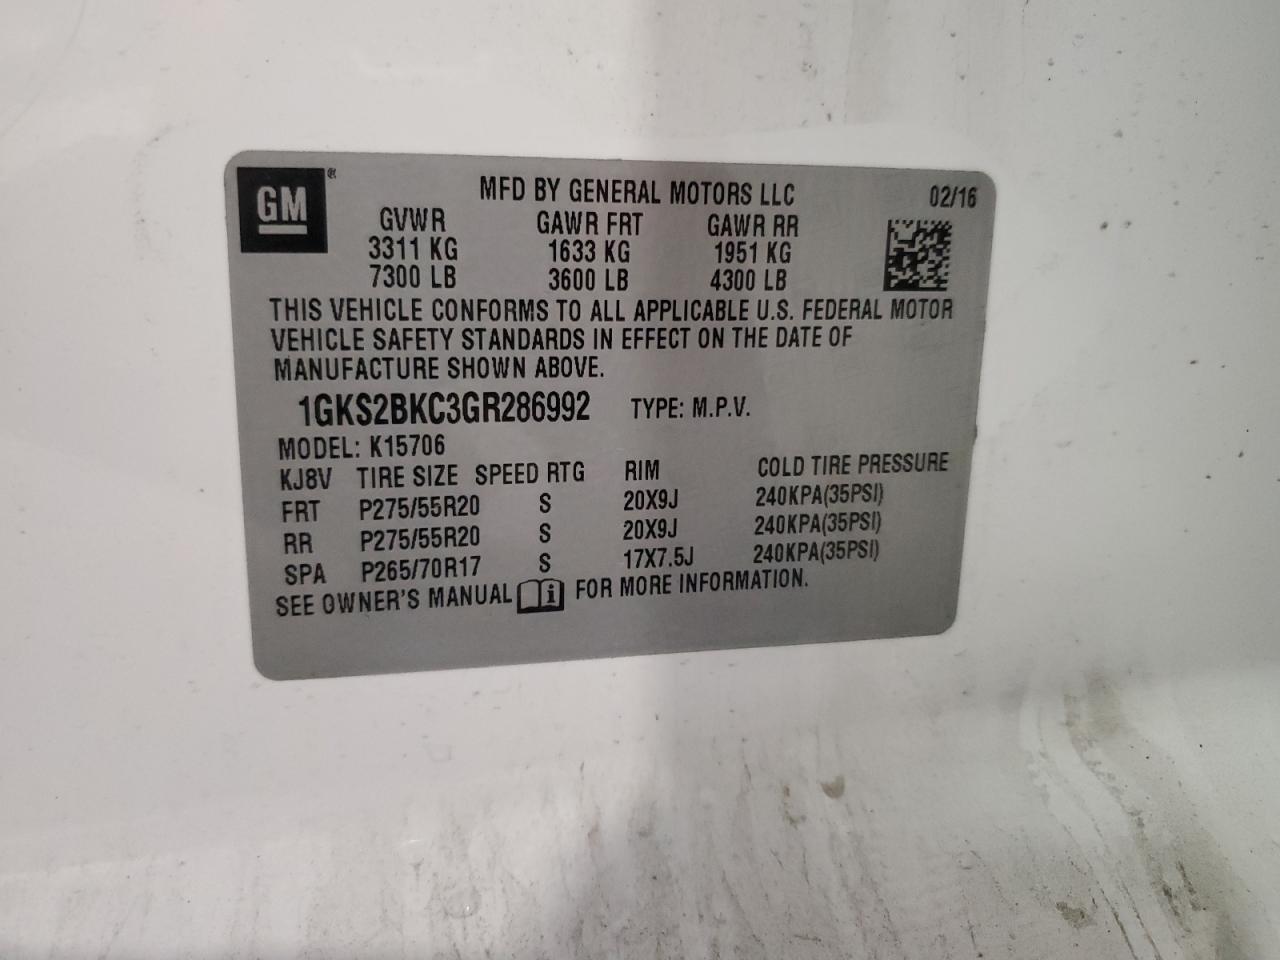 GM ®
MFD BY GENERAL MOTORS LLC 02/16
GVWR GAWR FRT GAWR RR
3311 KG 1633 KG 1951 KG
7300 LB 3600 LB 4300 LB
THIS VEHICLE CONFORMS TO ALL APPLICABLE U.S. FEDERAL MOTOR
VEHICLE SAFETY STANDARDS IN EFFECT ON THE DATE OF
MANUFACTURE SHOWN ABOVE.
1GKS2BKC3GR286992 TYPE: M.P.V.
MODEL: K15706
KJ8V TIRE SIZE SPEED RTG RIM COLD TIRE PRESSURE
FRT P275/55R20 S 20X9J 240KPA(35PSI)
RR P275/55R20 S 20X9J 240KPA(35PSI)
SPA P265/70R17 S 17X7.5J 240KPA(35PSI)
SEE OWNER'S MANUAL i FOR MORE INFORMATION.